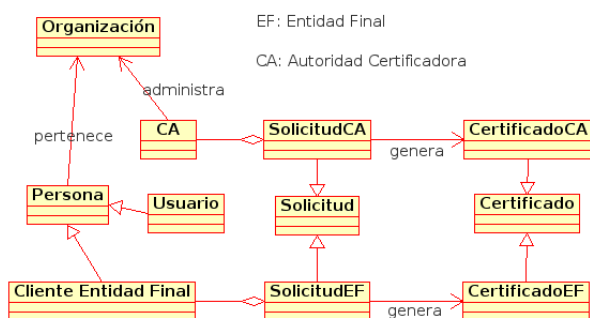 Organización
EF: Entidad Final
CA: Autoridad Certificadora
administra
pertenece
CA
SolicitudCA
genera
CertificadoCA
Persona
Usuario
Solicitud
Certificado
Cliente Entidad Final
SolicitudEF
genera
CertificadoEF